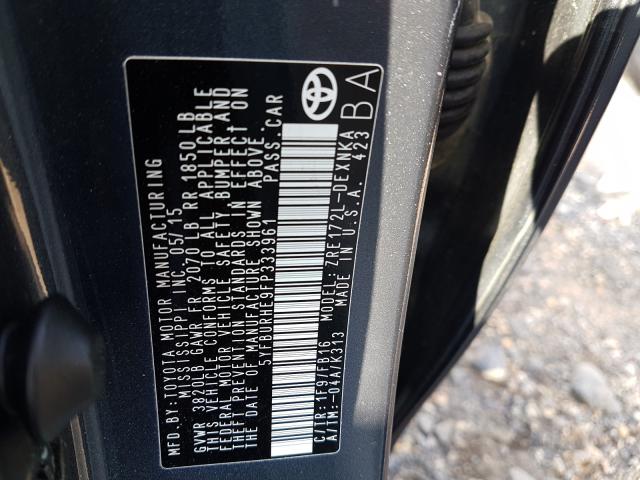 MFD.BY: TOYOTA MOTOR MANUFACTURING
MISSISSIPPI INC. 05/15
GVWR 3820LB GAWR FR 2070 LB RR 1850 LB
THIS VEHICLE CONFORMS TO ALL APPLICABLE
FEDERAL MOTOR VEHICLE SAFETY BUMPER, AND
THEFT PREVENTION STANDARDS IN EFFECT ON
THE DATE OF MANUFACTURE SHOWN ABOVE.
5YFBURHE9FP333961 PASS.CAR
C/TR: 1F9/FB16 MODEL: ZRE172L-DEXNKA
A/TR: -04A/K313 MADE IN U.S.A. 423
BA